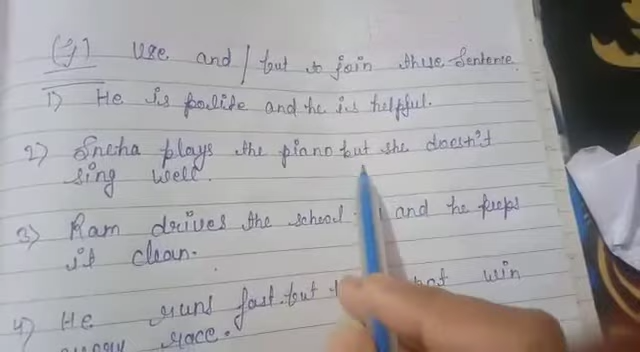 (g) Use and / but to join these Sentence.
1) He is polite and he is helpful.
2) Sneha plays the piano but she doesn't
sing well.
3) Ram drives the school and he keeps
it clean.
4) He runs fast but win
race.